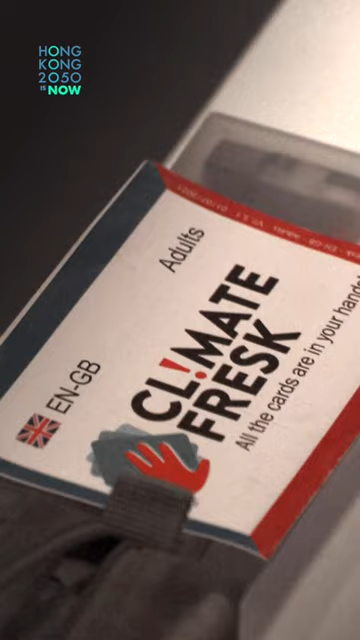 HONG
KONG
2050
IS NOW
Adults
EN-GB
CL!MATE
FRESK
All the cards are in your hands